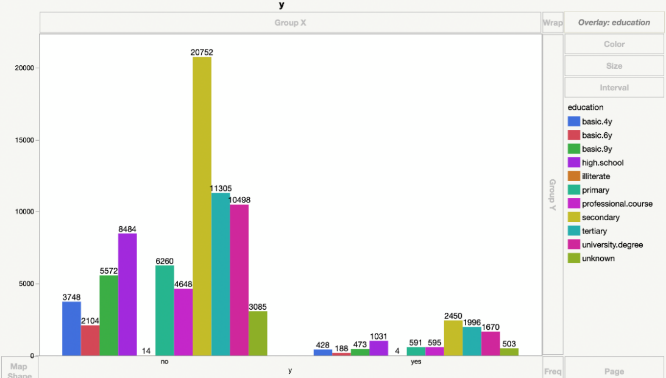 y
Group X
Wrap
Overlay: education
Color
Size
Interval
education
basic.4y
basic.6y
basic.9y
high.school
illiterate
primary
professional.course
secondary
tertiary
university.degree
unknown
Group Y
20000
15000
10000
5000
0
3748
2104
5572
8484
14
6260
4648
20752
11305
10498
3085
428
188
473
1031
4
591
595
2450
1996
1670
503
no
yes
y
Map
Shape
Freq
Page